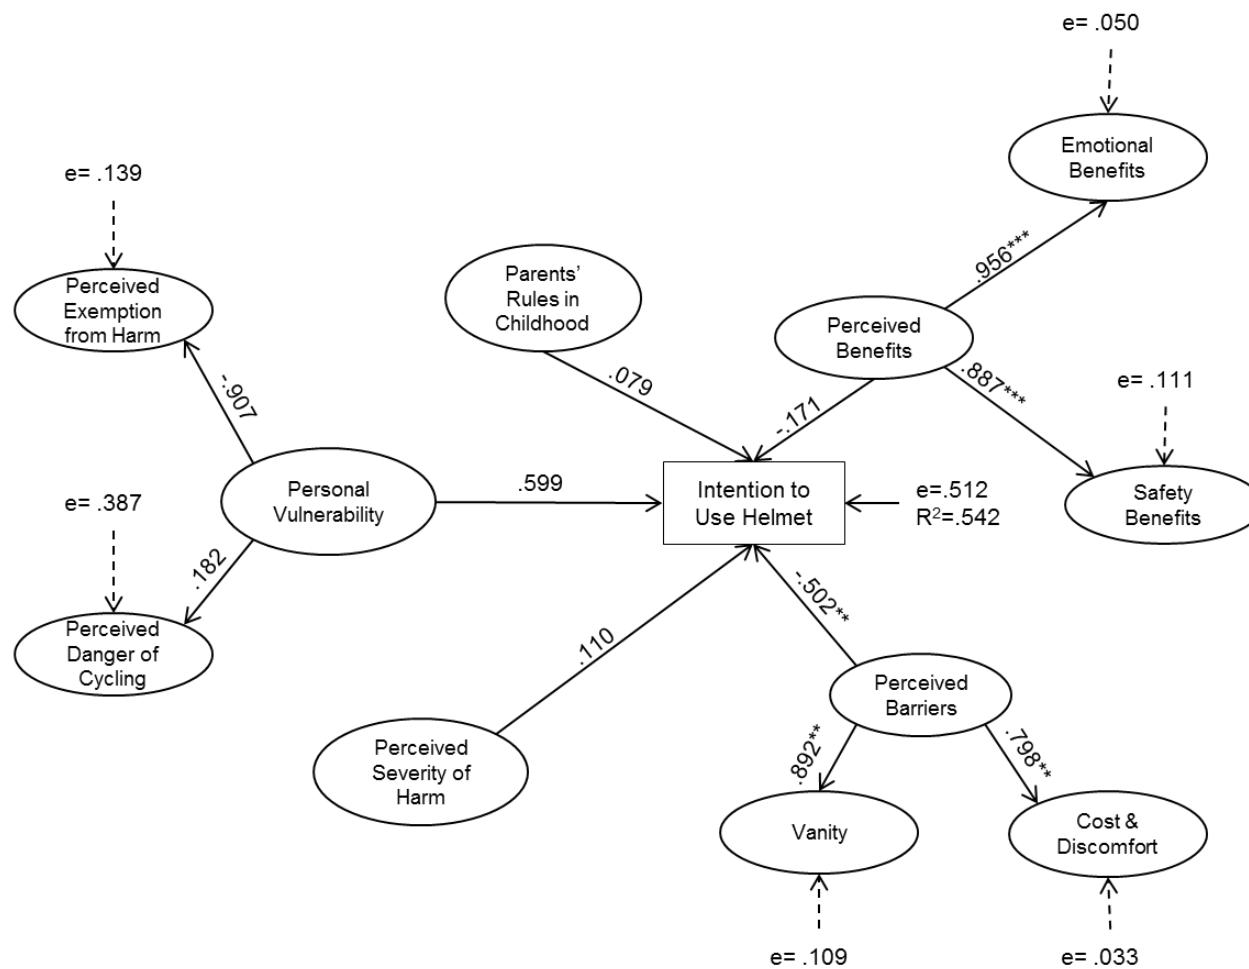 e= .050
Emotional
Benefits
e= .139
.956***
Perceived
Exemption
from Harm
Parents’
Rules in
Childhood
Perceived
Benefits
.079
-.171
.887***
e= .111
-.907
e= .387
Personal
Vulnerability
.599
Intention to
Use Helmet
e=.512
R²=.542
Safety
Benefits
.182
-.502**
Perceived
Danger of
Cycling
.110
Perceived
Barriers
Perceived
Severity of
Harm
.892**
.798**
Vanity
Cost &
Discomfort
e= .109
e= .033